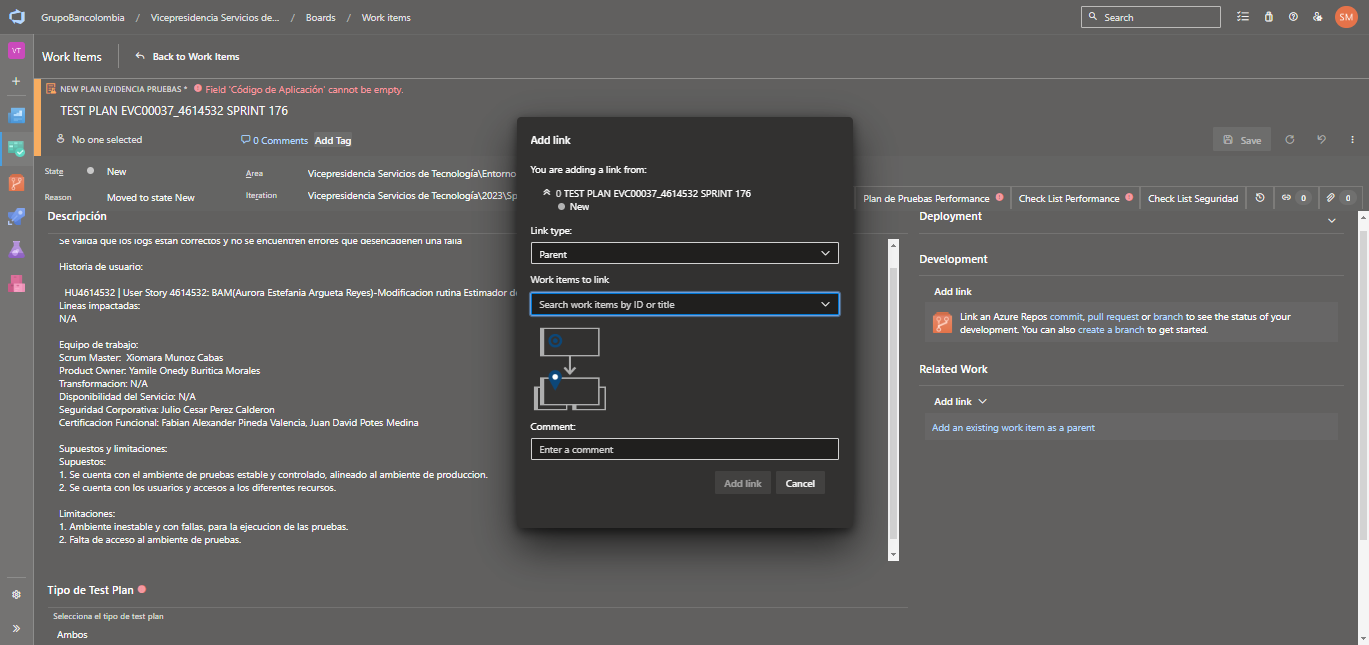 GrupoBancolombia / Vicepresidencia Servicios de... / Boards / Work items
Search
SM
VT
Work Items
Back to Work Items
NEW PLAN EVIDENCIA PRUEBAS * Field 'Código de Aplicación' cannot be empty.
TEST PLAN EVC00037_4614532 SPRINT 176
No one selected
0 Comments
Add Tag
Save
State
New
Area
Vicepresidencia Servicios de Tecnología\Entorno
Reason
Moved to state New
Iteration
Vicepresidencia Servicios de Tecnología\2023\Sp
Plan de Pruebas Performance
Check List Performance
Check List Seguridad
0
0
Descripción
Se valida que los logs estan correctos y no se encuentren errores que desencadenen una falla
Historia de usuario:
HU4614532 | User Story 4614532: BAM(Aurora Estefania Argueta Reyes)-Modificacion rutina Estimador de
Lineas impactadas:
N/A
Equipo de trabajo:
Scrum Master: Xiomara Munoz Cabas
Product Owner: Yamile Onedy Buritica Morales
Transformacion: N/A
Disponibilidad del Servicio: N/A
Seguridad Corporativa: Julio Cesar Perez Calderon
Certificacion Funcional: Fabian Alexander Pineda Valencia, Juan David Potes Medina
Supuestos y limitaciones:
Supuestos:
1. Se cuenta con el ambiente de pruebas estable y controlado, alineado al ambiente de produccion.
2. Se cuenta con los usuarios y accesos a los diferentes recursos.
Limitaciones:
1. Ambiente inestable y con fallas, para la ejecucion de las pruebas.
2. Falta de acceso al ambiente de pruebas.
Tipo de Test Plan
Selecciona el tipo de test plan
Ambos
Add link
You are adding a link from:
0 TEST PLAN EVC00037_4614532 SPRINT 176
New
Link type:
Parent
Work items to link
Search work items by ID or title
Comment:
Enter a comment
Add link
Cancel
Deployment
Development
Add link
Link an Azure Repos commit, pull request or branch to see the status of your
development. You can also create a branch to get started.
Related Work
Add link
Add an existing work item as a parent